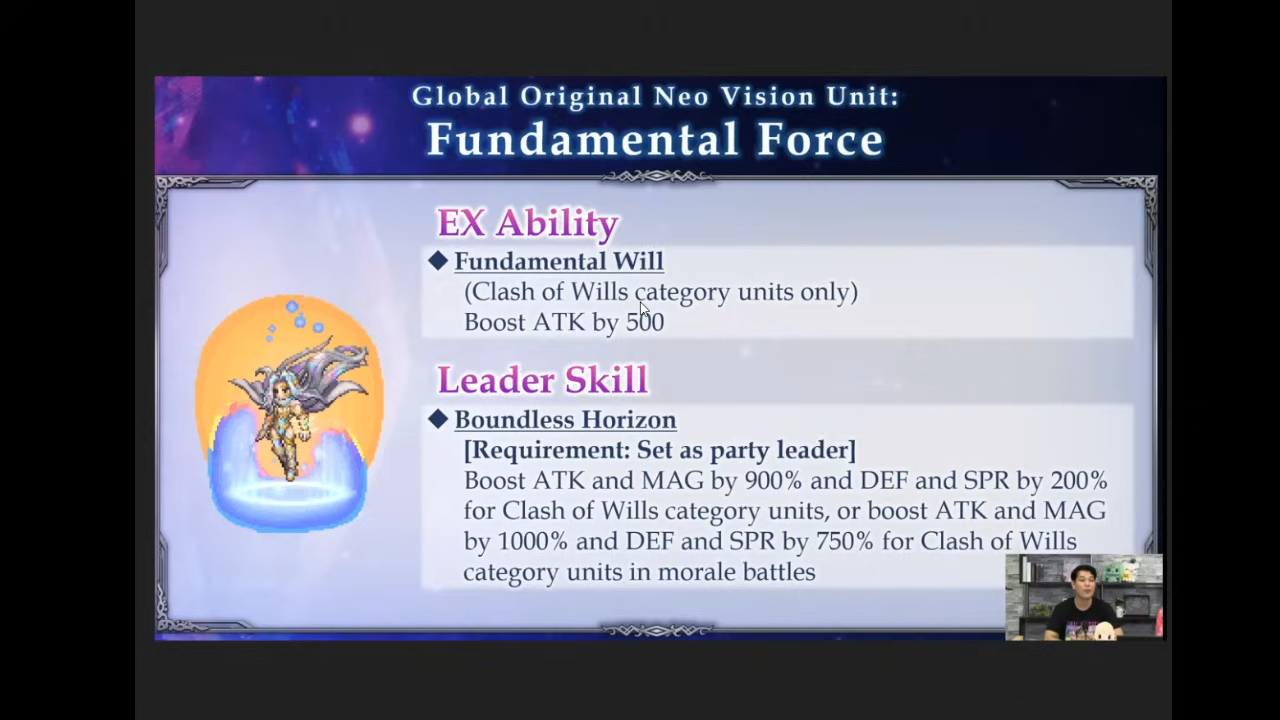 Global Original Neo Vision Unit:
Fundamental Force
EX Ability
Fundamental Will
(Clash of Wills category units only)
Boost ATK by 500
Leader Skill
Boundless Horizon
[Requirement: Set as party leader]
Boost ATK and MAG by 900% and DEF and SPR by 200%
for Clash of Wills category units, or boost ATK and MAG
by 1000% and DEF and SPR by 750% for Clash of Wills
category units in morale battles